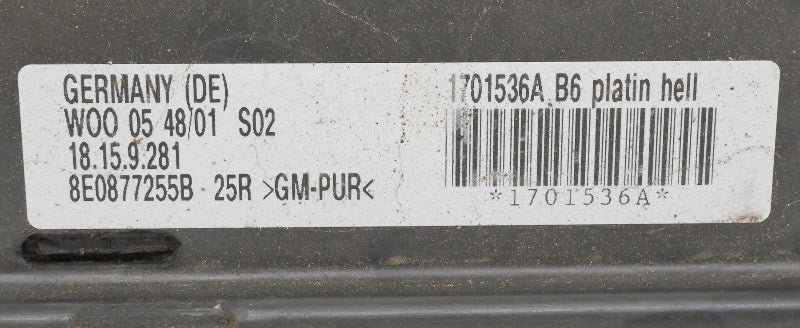 GERMANY (DE)
WOO 05 48/01 S02
18.15.9.281
8E0877255B 25R >GM-PUR<
1701536A B6 platin hell
*1701536A*